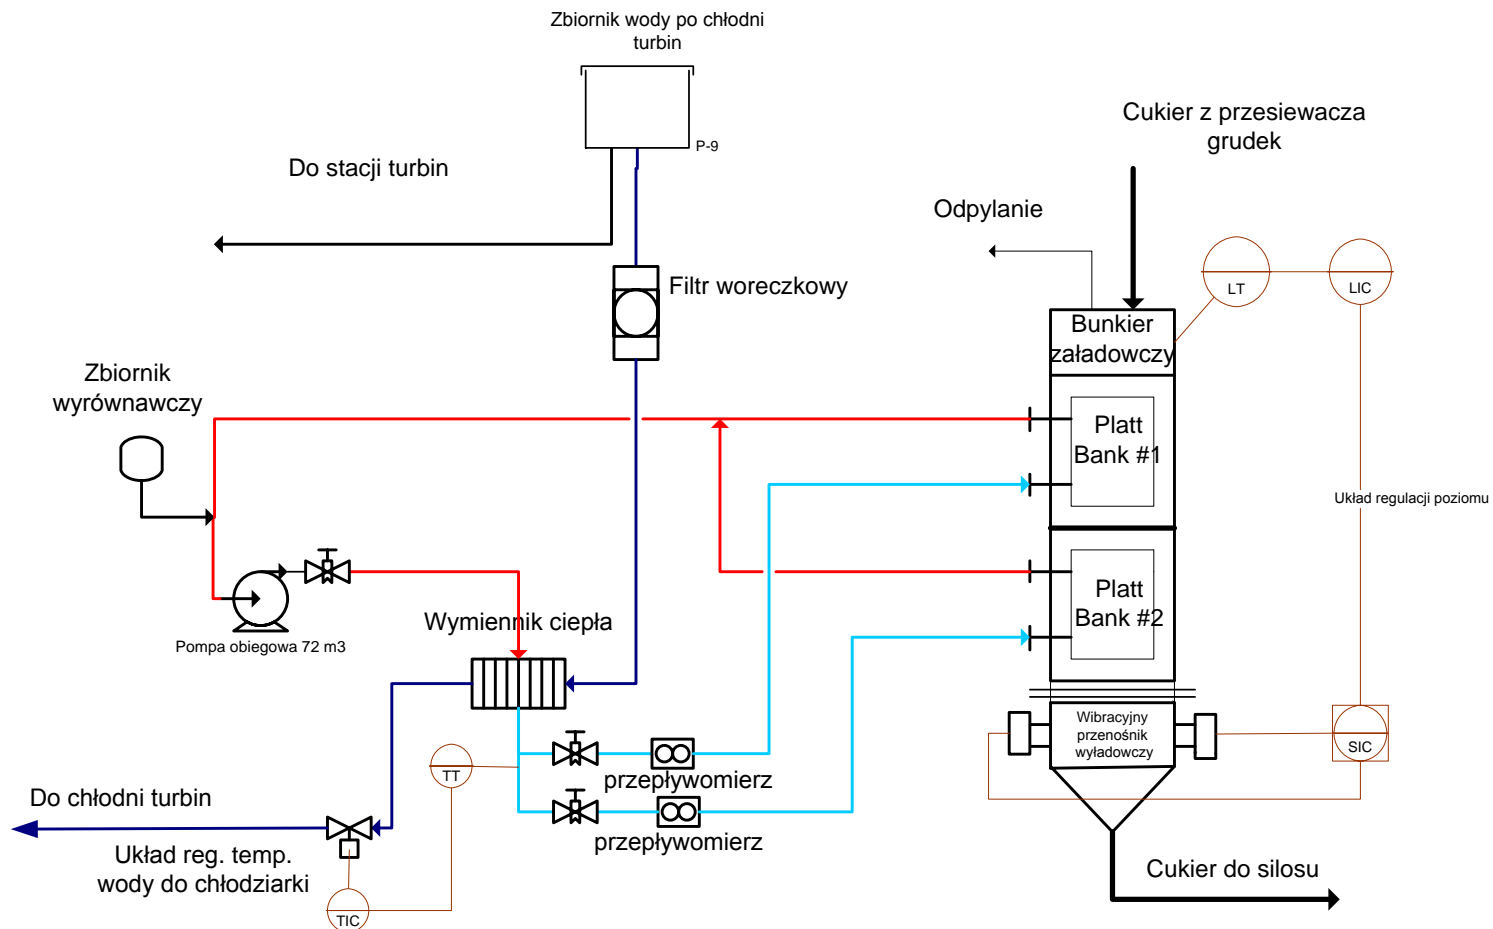 Zbiornik wody po chłodni
turbin
P-9
Cukier z przesiewacza
grudek
Do stacji turbin
Odpylanie
Filtr woreczkowy
LT
LIC
Bunkier
załadowczy
Zbiornik
wyrównawczy
Platt
Bank #1
Układ regulacji poziomu
Platt
Bank #2
Wymiennik ciepła
Pompa obiegowa 72 m3
Wibracyjny
przenośnik
wyładowczy
SIC
TT
przepływomierz
Do chłodni turbin
przepływomierz
Układ reg. temp.
wody do chłodziarki
Cukier do silosu
TIC